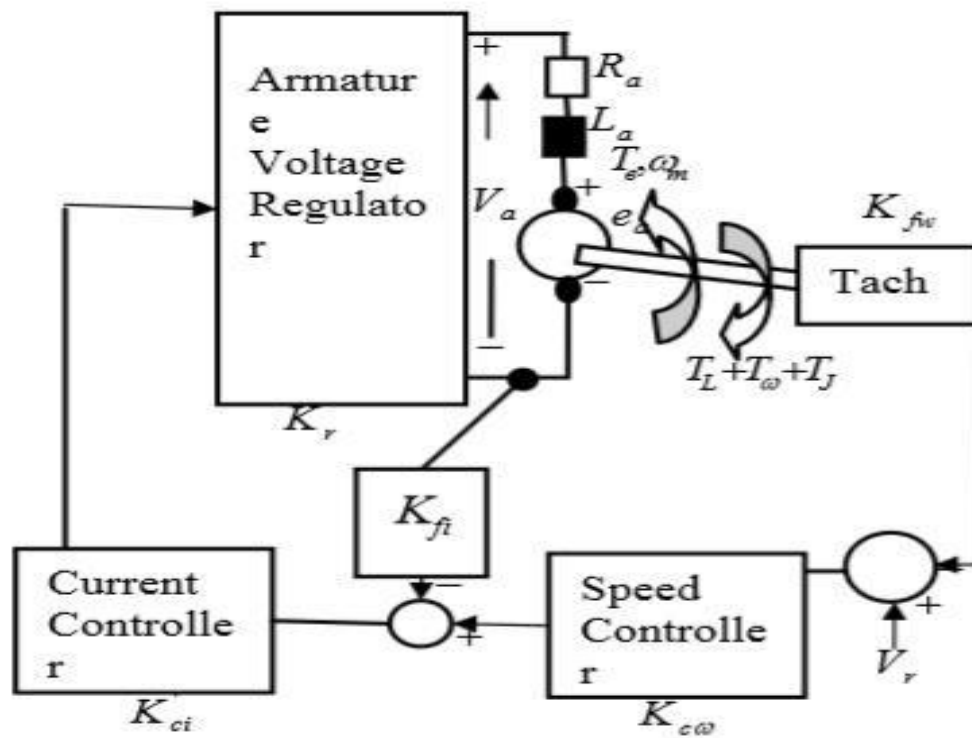 Armatur
e
Voltage
Regulato
r
+
R_a
L_a
T_e, ω_m
V_a
+
e_a
−
−
K_fw
Tach
T_L+T_ω+T_J
K_r
K_fi
−
+
Current
Controlle
r
K_ci
Speed
Controlle
r
K_cω
−
+
V_r